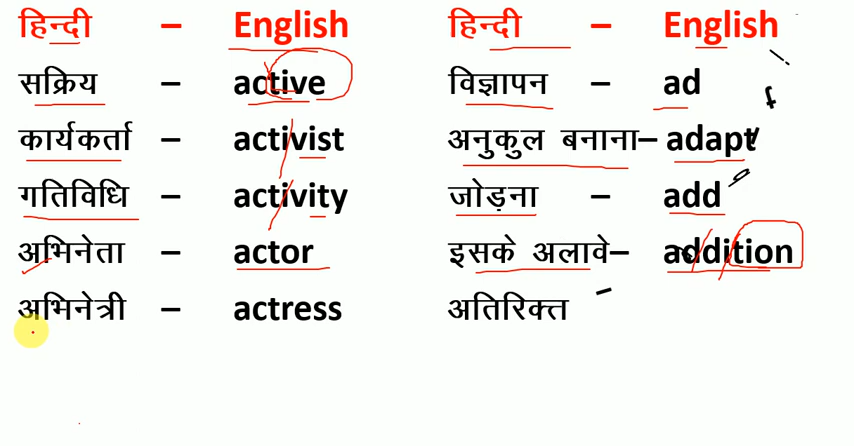 हिन्दी – English हिन्दी – English
सक्रिय – active विज्ञापन – ad
कार्यकर्ता – activist अनुकुल बनाना– adapt
गतिविधि – activity जोड़ना – add
अभिनेता – actor इसके अलावे– addition
अभिनेत्री – actress अतिरिक्त